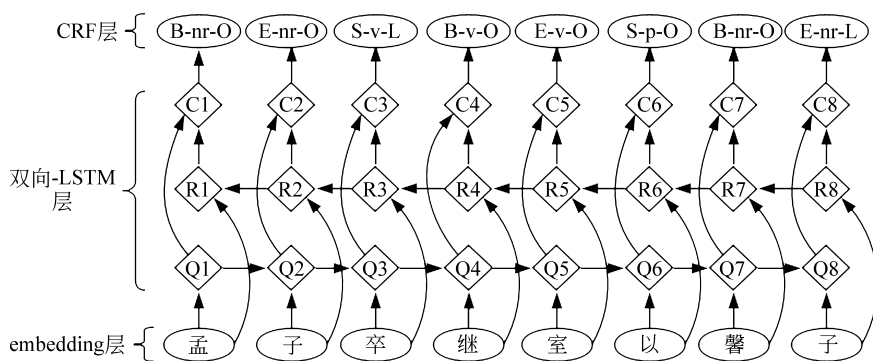 CRF层 B-nr-O E-nr-O S-v-L B-v-O E-v-O S-p-O B-nr-O E-nr-L
C1 C2 C3 C4 C5 C6 C7 C8
双向-LSTM
层
R1 R2 R3 R4 R5 R6 R7 R8
Q1 Q2 Q3 Q4 Q5 Q6 Q7 Q8
embedding层 孟 子 卒 继 室 以 馨 子